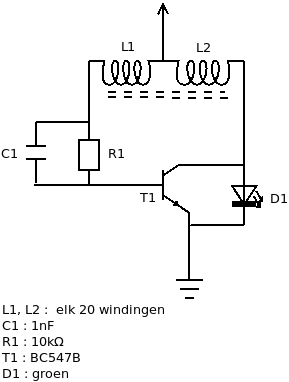 L1
L2
C1
R1
T1
D1
L1, L2 : elk 20 windingen
C1 : 1nF
R1 : 10kΩ
T1 : BC547B
D1 : groen